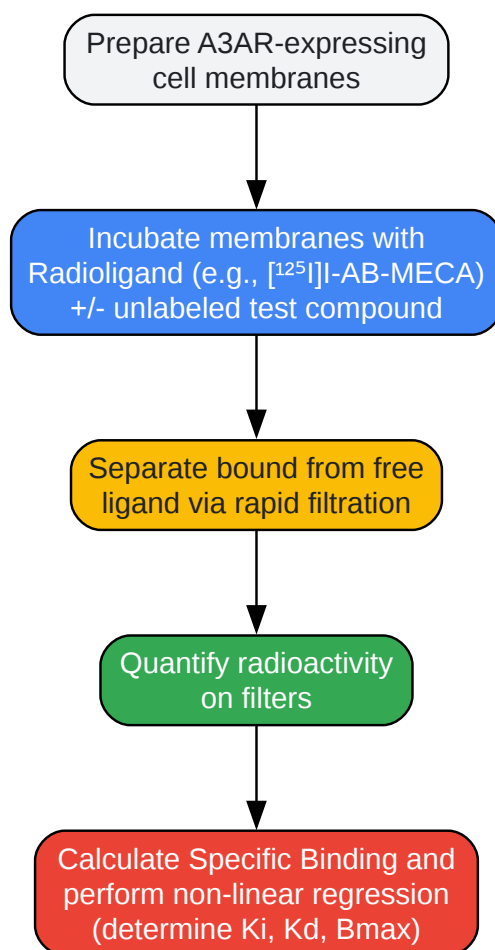 Prepare A3AR-expressing
cell membranes
Incubate membranes with
Radioligand (e.g., [¹²⁵I]I-AB-MECA)
+/- unlabeled test compound
Separate bound from free
ligand via rapid filtration
Quantify radioactivity
on filters
Calculate Specific Binding and
perform non-linear regression
(determine Ki, Kd, Bmax)